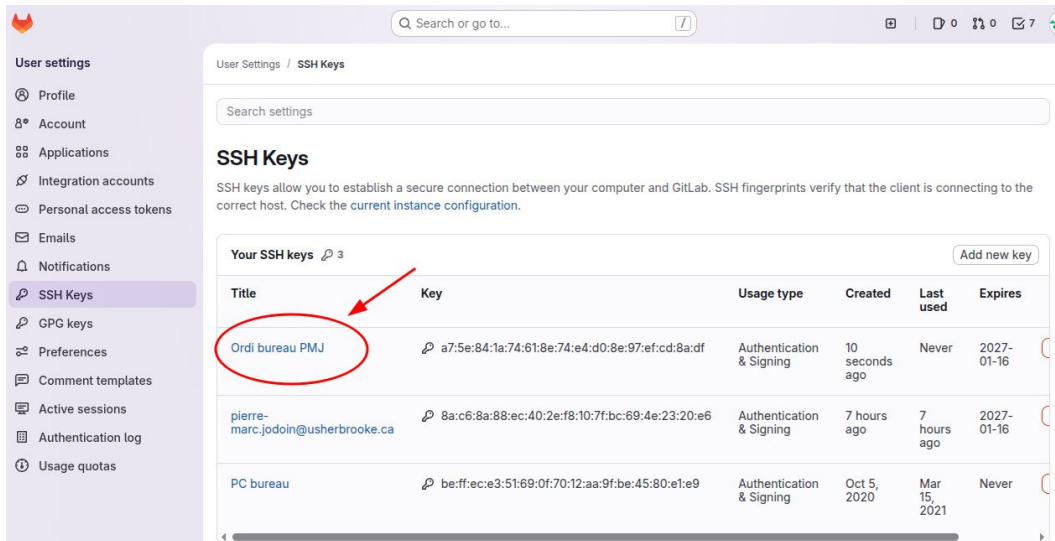 Search or go to... /
0 0 7
User settings
Profile
Account
Applications
Integration accounts
Personal access tokens
Emails
Notifications
SSH Keys
GPG keys
Preferences
Comment templates
Active sessions
Authentication log
Usage quotas
User Settings / SSH Keys
Search settings
SSH Keys
SSH keys allow you to establish a secure connection between your computer and GitLab. SSH fingerprints verify that the client is connecting to the
correct host. Check the current instance configuration.
Your SSH keys 3 Add new key
Title Key Usage type Created Last used Expires
Ordi bureau PMJ a7:5e:84:1a:74:61:8e:74:e4:d0:8e:97:ef:cd:8a:df Authentication & Signing 10 seconds ago Never 2027-01-16
pierre-marc.jodoin@usherbrooke.ca 8a:c6:8a:88:ec:40:2e:f8:10:7f:bc:69:4e:23:20:e6 Authentication & Signing 7 hours ago 7 hours ago 2027-01-16
PC bureau be:ff:ec:e3:51:69:0f:70:12:aa:9f:be:45:80:e1:e9 Authentication & Signing Oct 5, 2020 Mar 15, 2021 Never